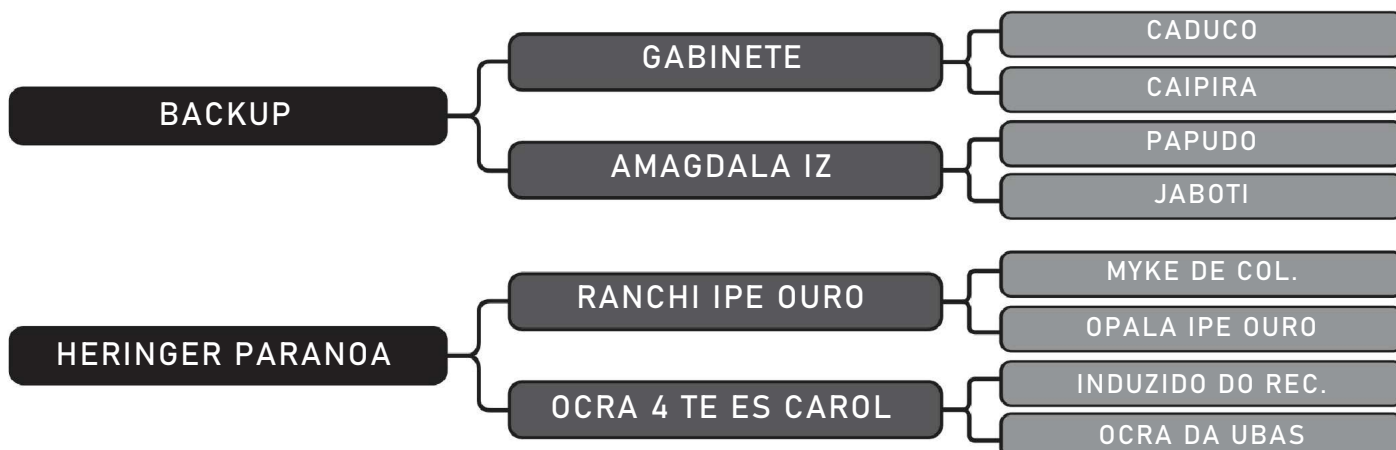 BACKUP
GABINETE
CADUCO
CAIPIRA
AMAGDALA IZ
PAPUDO
JABOTI
HERINGER PARANOA
RANCHI IPE OURO
MYKE DE COL.
OPALA IPE OURO
OCRA 4 TE ES CAROL
INDUZIDO DO REC.
OCRA DA UBAS